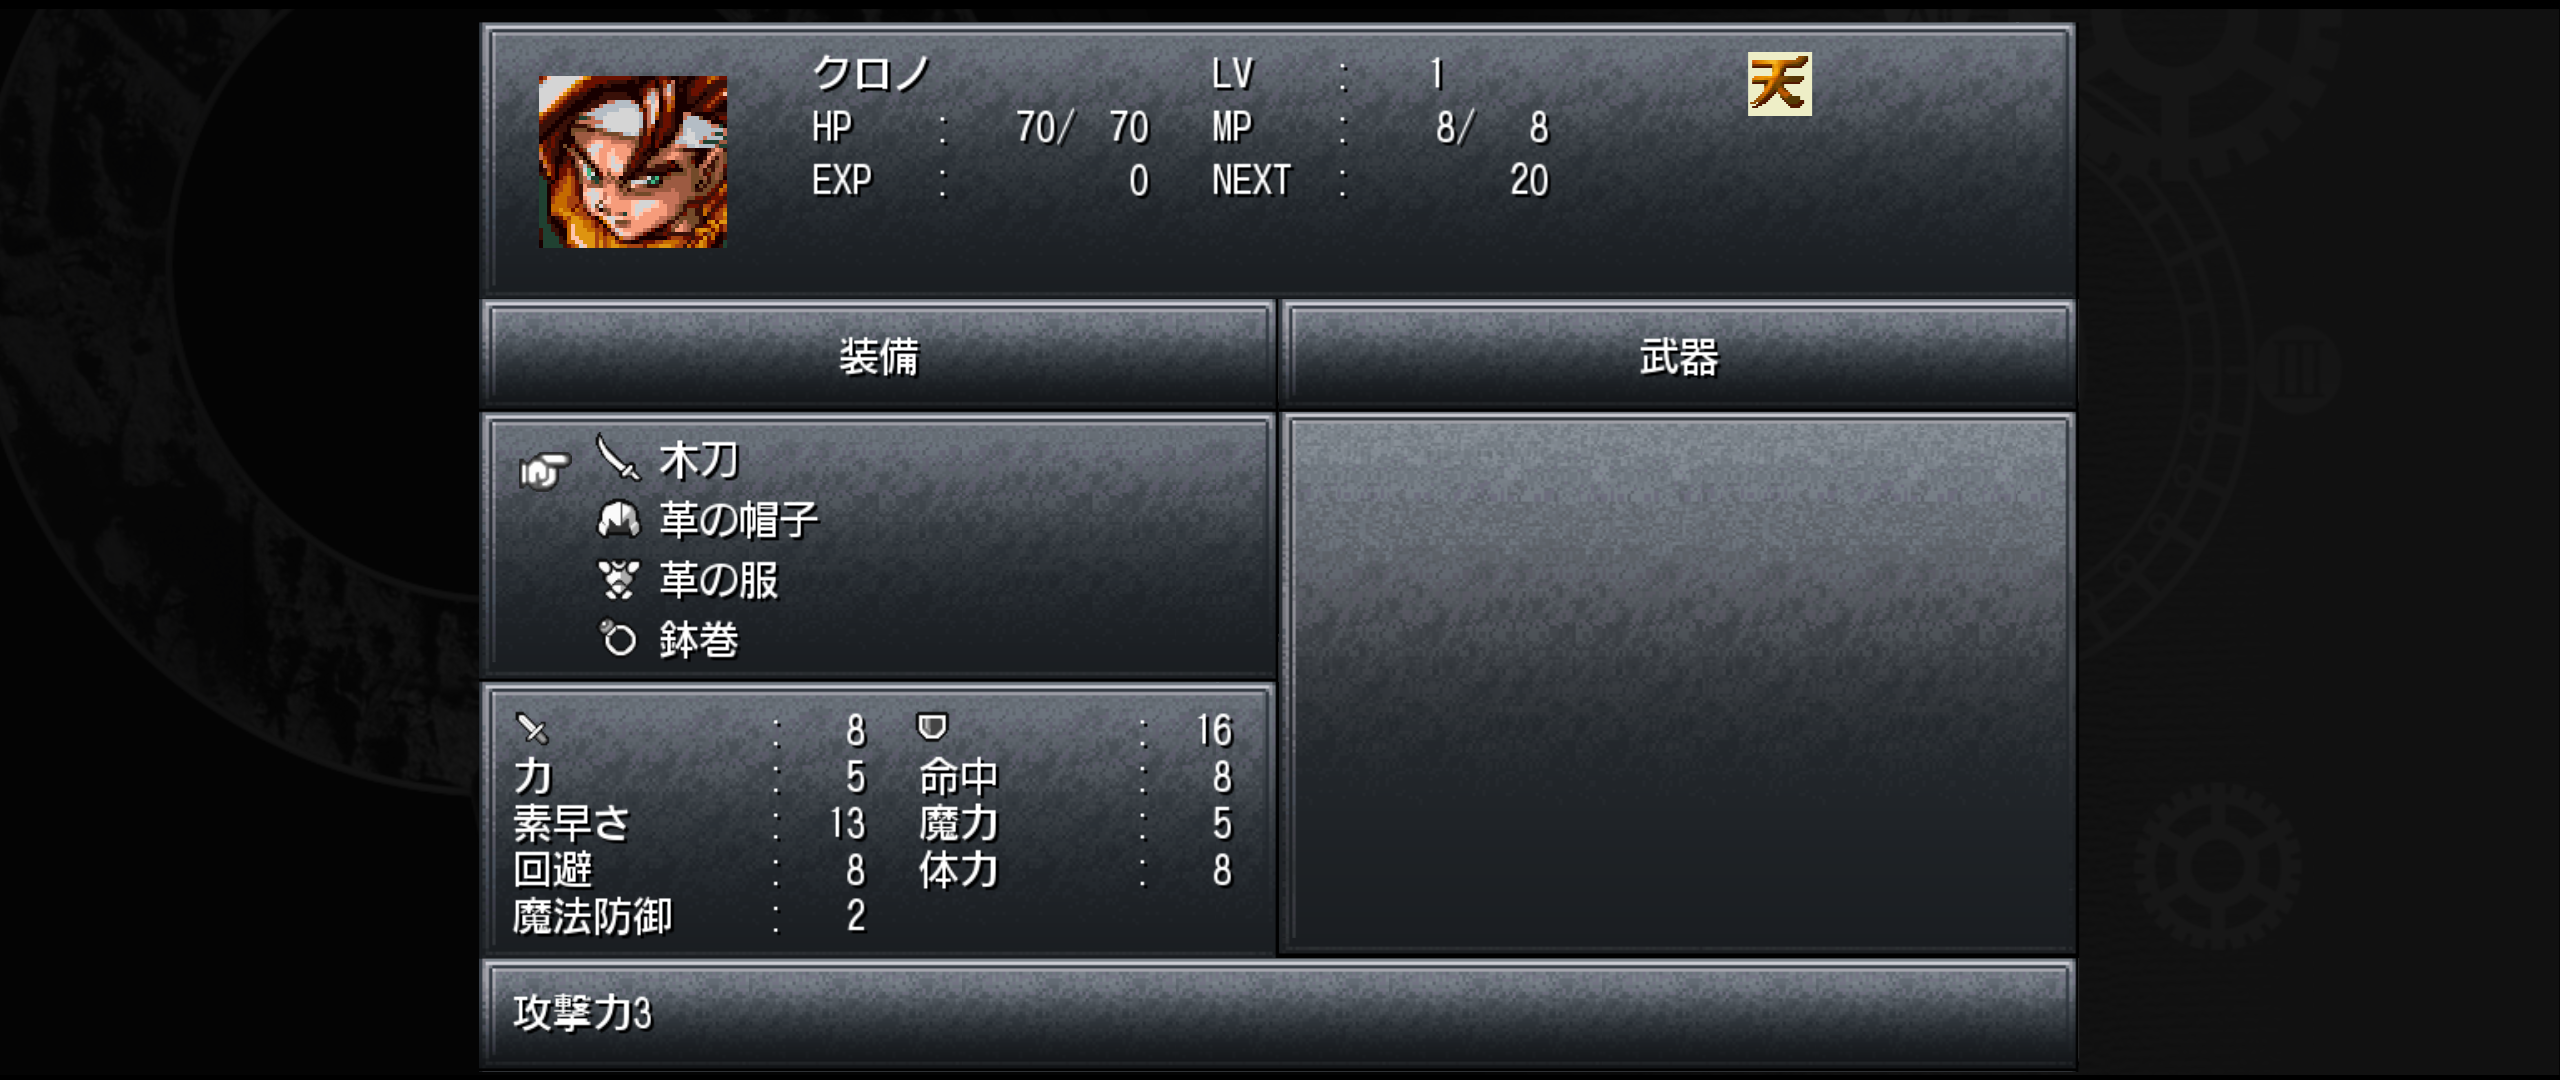 クロノ LV : 1 天
HP : 70/ 70 MP : 8/ 8
EXP : 0 NEXT : 20
装備 武器
木刀
革の帽子
革の服
鉢巻
: 8 : 16
力 : 5 命中 : 8
素早さ : 13 魔力 : 5
回避 : 8 体力 : 8
魔法防御 : 2
攻撃力3